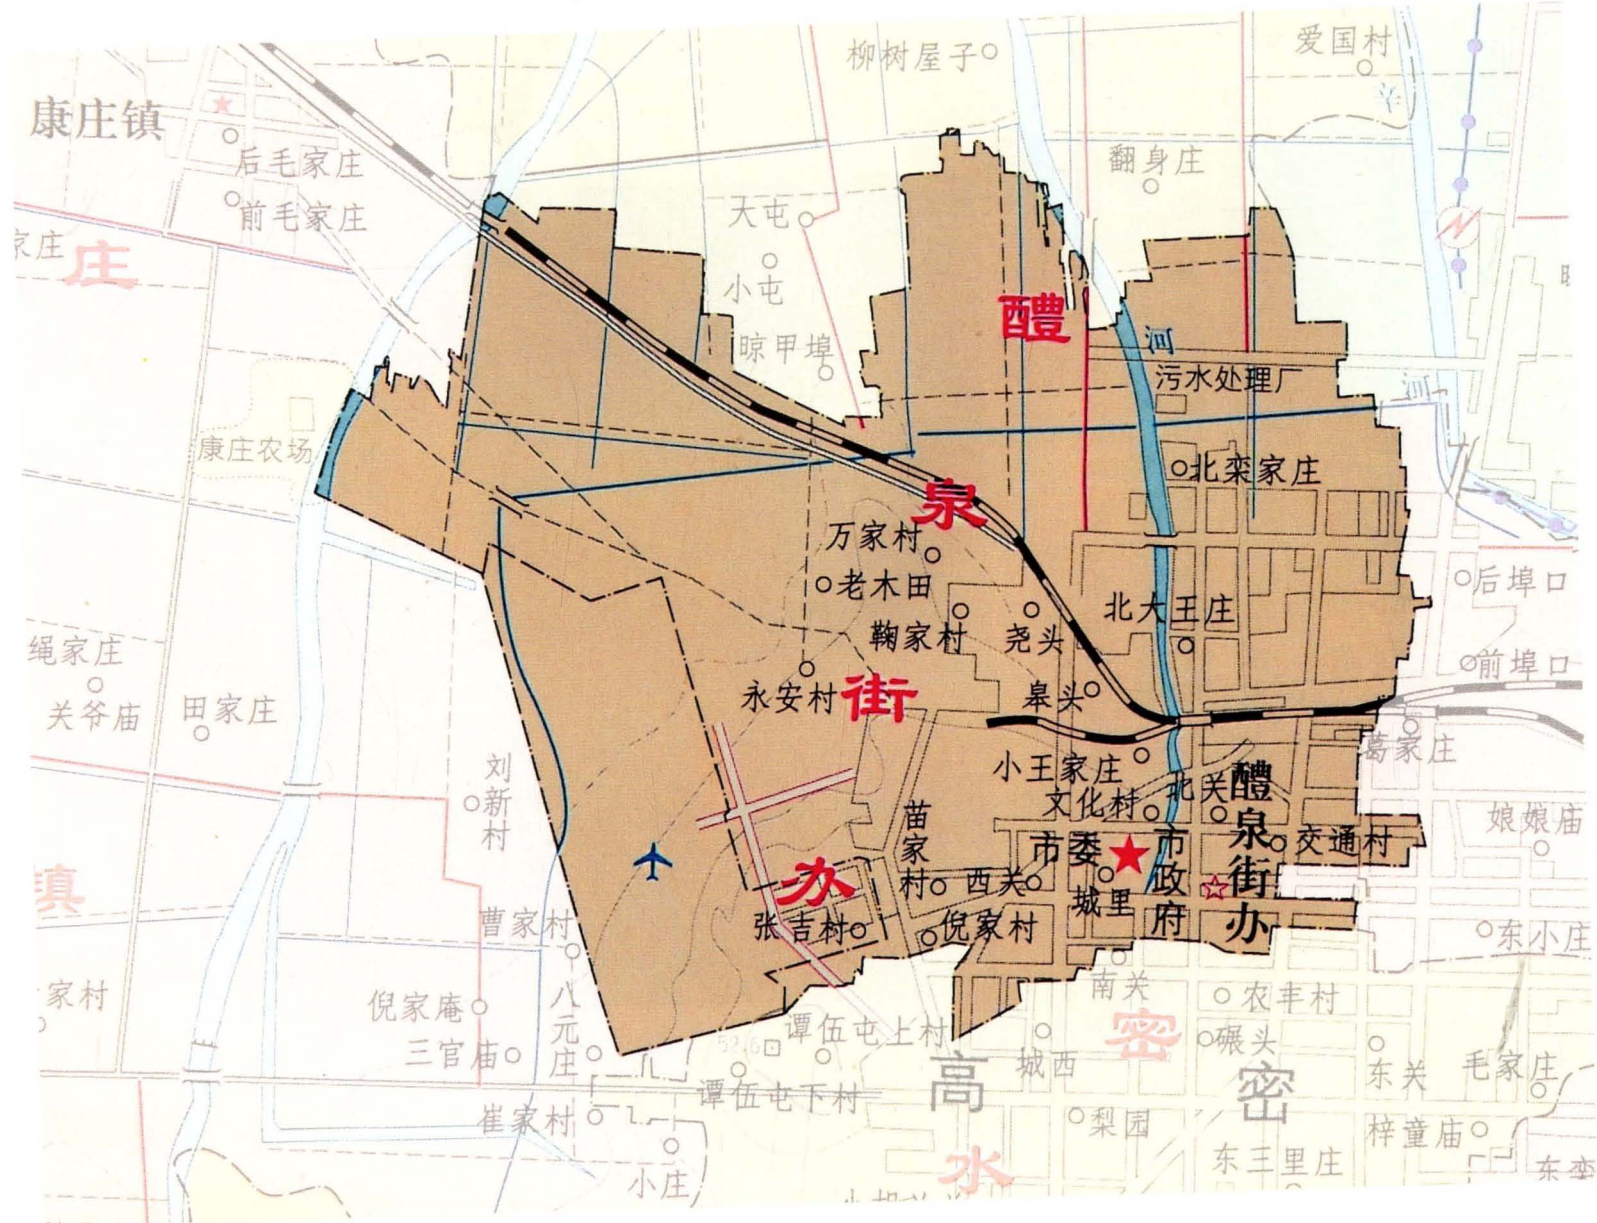 柳树屋子
爱国村
康庄镇
后毛家庄
前毛家庄
翻身庄
大屯
小屯
家庄
庄
晾甲埠
醴
河
污水处理厂
河
康庄农场
北栾家庄
泉
万家村
老木田
鞠家村
尧头
北大王庄
后埠口
前埠口
绳家庄
关爷庙
田家庄
永安村
街
皋头
葛家庄
刘新村
小王家庄
文化村
北关
醴泉街办
苗家村
市委
市政府
交通村
娘娘庙
办
西关
城里
镇
曹家村
张吉村
倪家村
东小庄
家村
倪家庵
八元庄
南关
农丰村
三官庙
谭伍屯上村
密
碾头
52.6
高
城西
密
东关
毛家庄
谭伍屯下村
崔家村
梨园
梓童庙
小庄
水
东三里庄
东栾